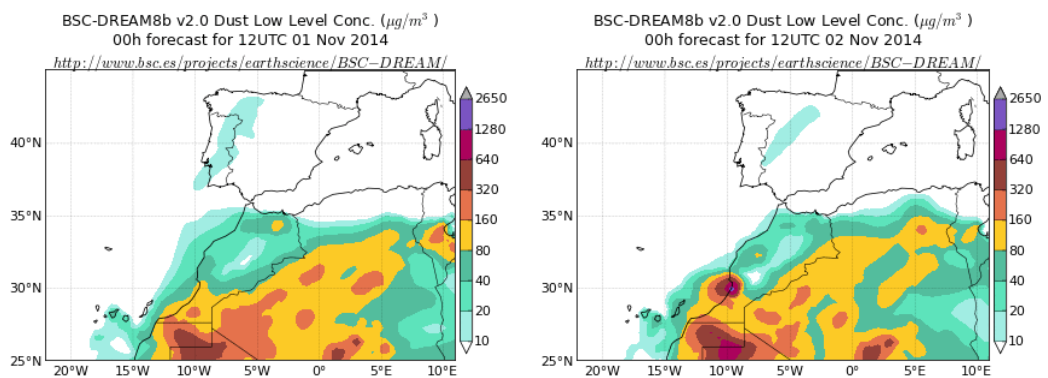 BSC-DREAM8b v2.0 Dust Low Level Conc. (μg/m³ )
00h forecast for 12UTC 01 Nov 2014
http://www.bsc.es/projects/earthscience/BSC−DREAM/
40°N
35°N
30°N
25°N
20°W
15°W
10°W
5°W
0°
5°E
10°E
2650
1280
640
320
160
80
40
20
10
BSC-DREAM8b v2.0 Dust Low Level Conc. (μg/m³ )
00h forecast for 12UTC 02 Nov 2014
http://www.bsc.es/projects/earthscience/BSC−DREAM/
40°N
35°N
30°N
25°N
20°W
15°W
10°W
5°W
0°
5°E
10°E
2650
1280
640
320
160
80
40
20
10